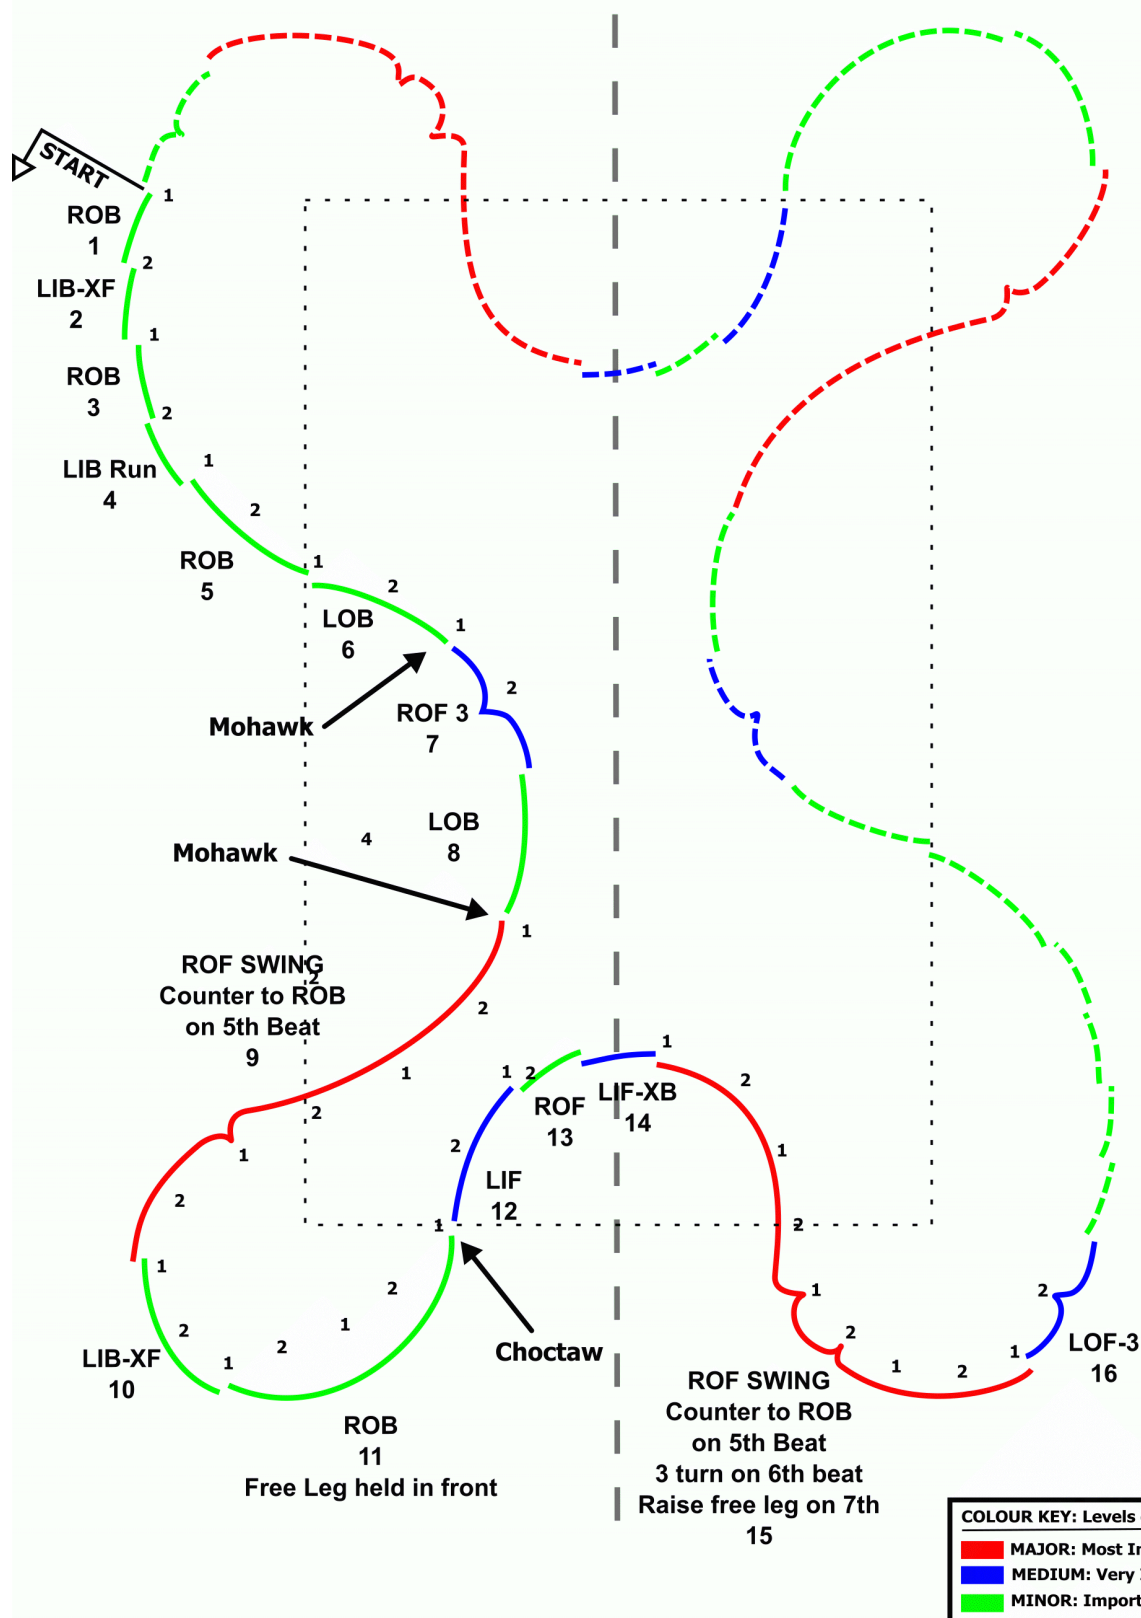 START
1
ROB
1
2
LIB-XF
2
1
ROB
3
2
LIB Run
4
1
2
ROB
5
1
2
LOB
6
1
Mohawk
2
ROF 3
7
LOB
8
4
Mohawk
1
ROF SWING
2
Counter to ROB
on 5th Beat
9
2
1
2
1
2
1
2
LIB-XF
10
1
2
1
2
ROB
11
Free Leg held in front
1
Choctaw
2
LIF
12
1
2
ROF
13
LIF-XB
14
1
2
1
2
1
2
1
2
ROF SWING
Counter to ROB
on 5th Beat
3 turn on 6th beat
Raise free leg on 7th
15
1
2
LOF-3
16
COLOUR KEY: Levels
MAJOR: Most
MEDIUM: Very
MINOR: Import